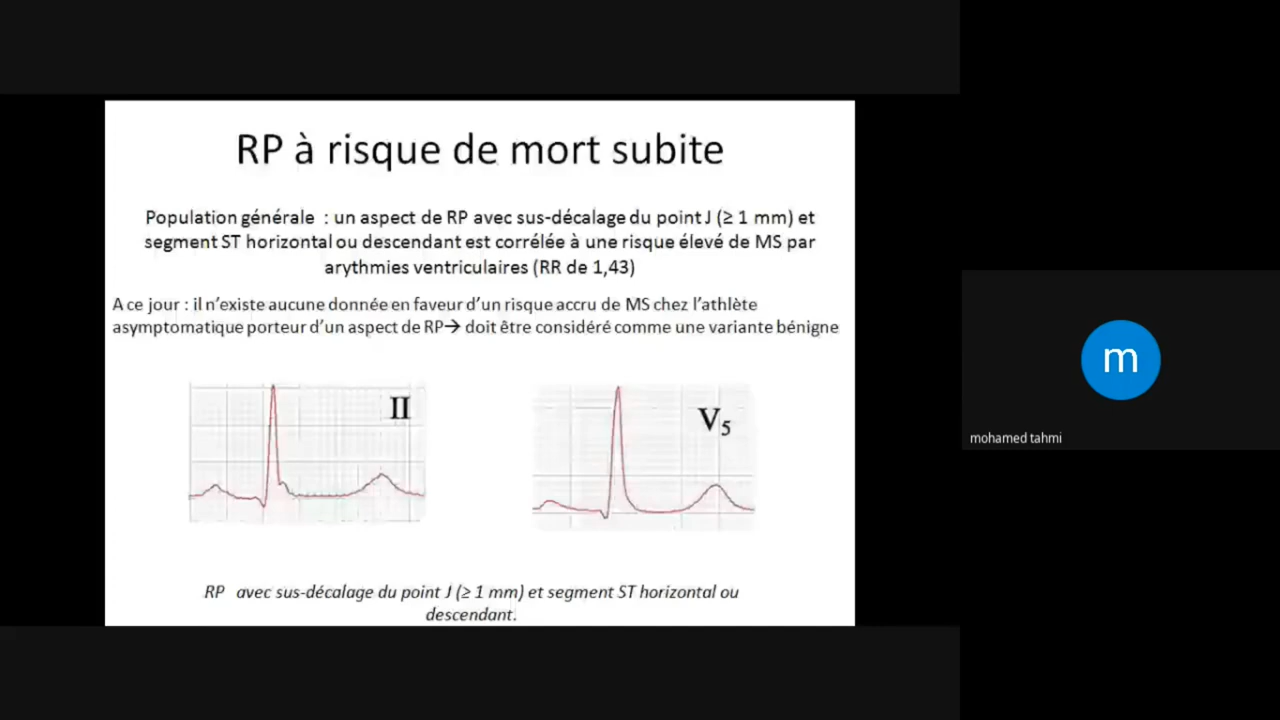 RP à risque de mort subite
Population générale : un aspect de RP avec sus-décalage du point J (≥ 1 mm) et
segment ST horizontal ou descendant est corrélée à une risque élevé de MS par
arythmies ventriculaires (RR de 1,43)
A ce jour : il n'existe aucune donnée en faveur d'un risque accru de MS chez l'athlète
asymptomatique porteur d'un aspect de RP→ doit être considéré comme une variante bénigne
II
V5
RP avec sus-décalage du point J (≥ 1 mm) et segment ST horizontal ou
descendant.
m
mohamed tahmi